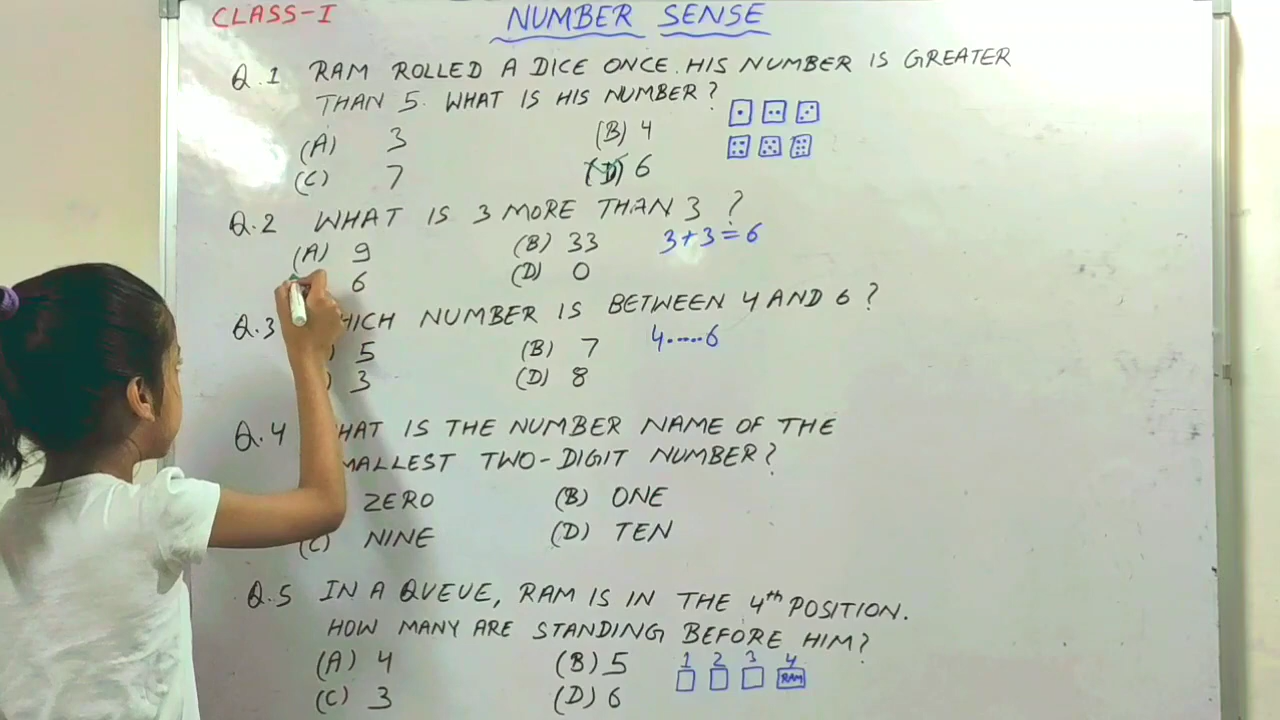 CLASS-I
NUMBER SENSE
Q.1 RAM ROLLED A DICE ONCE. HIS NUMBER IS GREATER
THAN 5. WHAT IS HIS NUMBER?
(A) 3 (B) 4
(C) 7 (D) 6
Q.2 WHAT IS 3 MORE THAN 3 ?
(A) 9 (B) 33 3+3=6
6 (D) 0
Q.3 HICH NUMBER IS BETWEEN 4 AND 6 ?
) 5 (B) 7 4.....6
) 3 (D) 8
Q.4 HAT IS THE NUMBER NAME OF THE
MALLEST TWO-DIGIT NUMBER?
ZERO (B) ONE
(C) NINE (D) TEN
Q.5 IN A QUEUE, RAM IS IN THE 4th POSITION.
HOW MANY ARE STANDING BEFORE HIM?
(A) 4 (B) 5 1 2 3 4
(C) 3 (D) 6 RAM